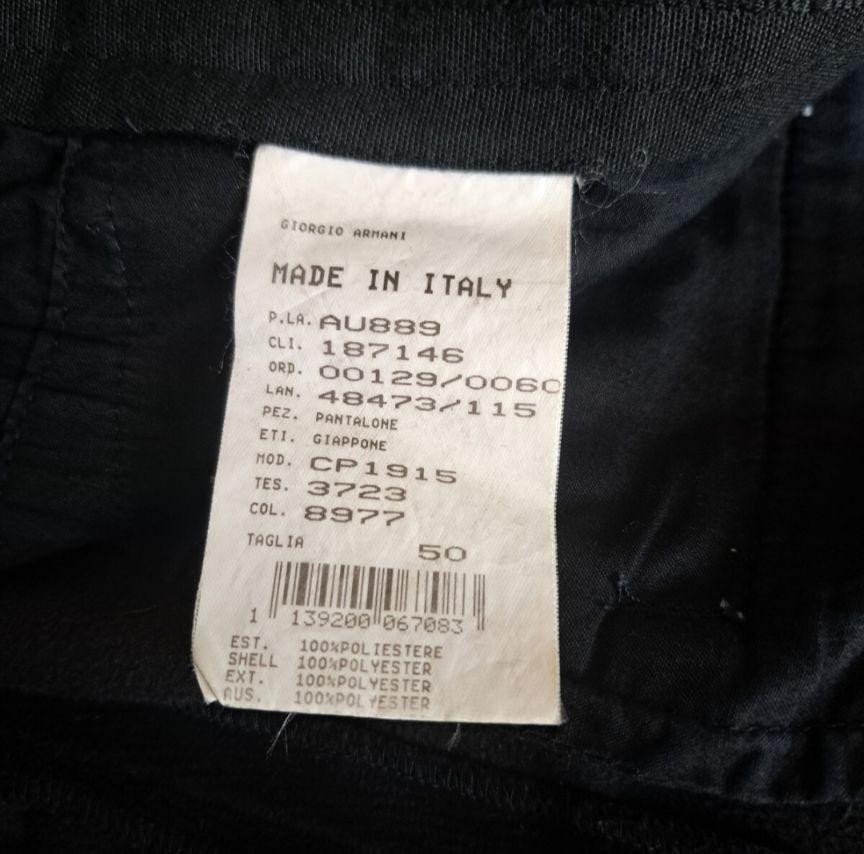 GIORGIO ARMANI
MADE IN ITALY
P.LA. AU889
CLI. 187146
ORD. 00129/0060
LAN. 48473/115
PEZ. PANTALONE
ETI. GIAPPONE
MOD. CP1915
TES. 3723
COL. 8977
TAGLIA 50
1 139200 067083
EST. 100%POLIESTERE
SHELL 100%POLYESTER
EXT. 100%POLYESTER
AUS. 100%POLYESTER